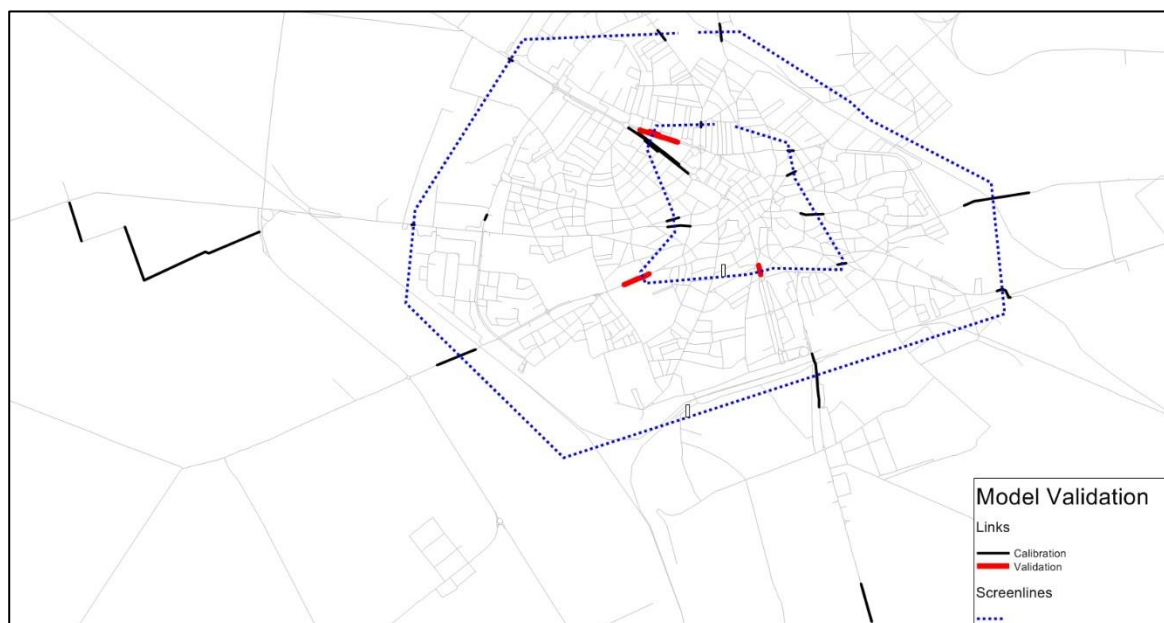 Model Validation
Links
Calibration
Validation
Screenlines